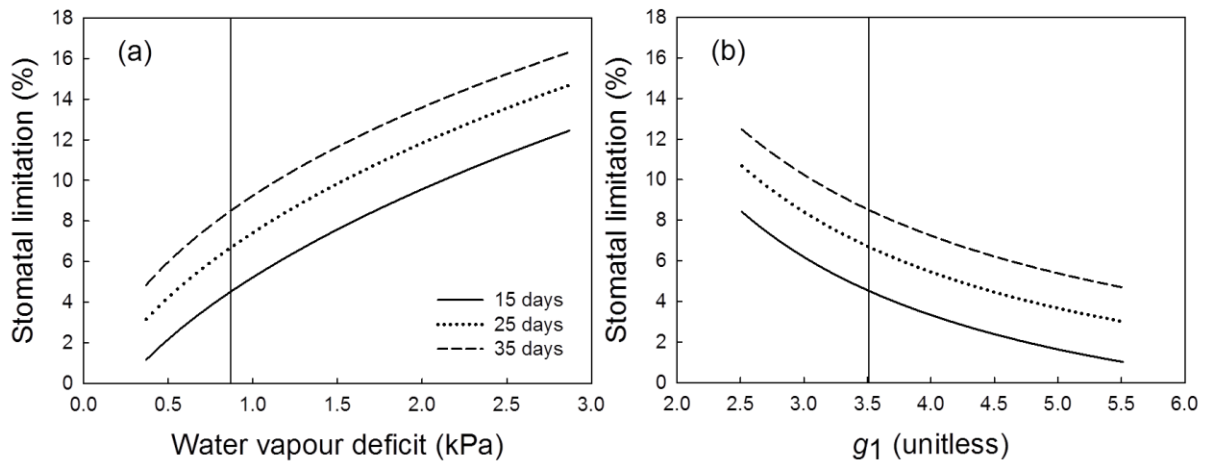 (a)
Stomatal limitation (%)
18
16
14
12
10
8
6
4
2
0
15 days
25 days
35 days
0.0 0.5 1.0 1.5 2.0 2.5 3.0
Water vapour deficit (kPa)
(b)
Stomatal limitation (%)
18
16
14
12
10
8
6
4
2
0
2.0 2.5 3.0 3.5 4.0 4.5 5.0 5.5 6.0
g1 (unitless)